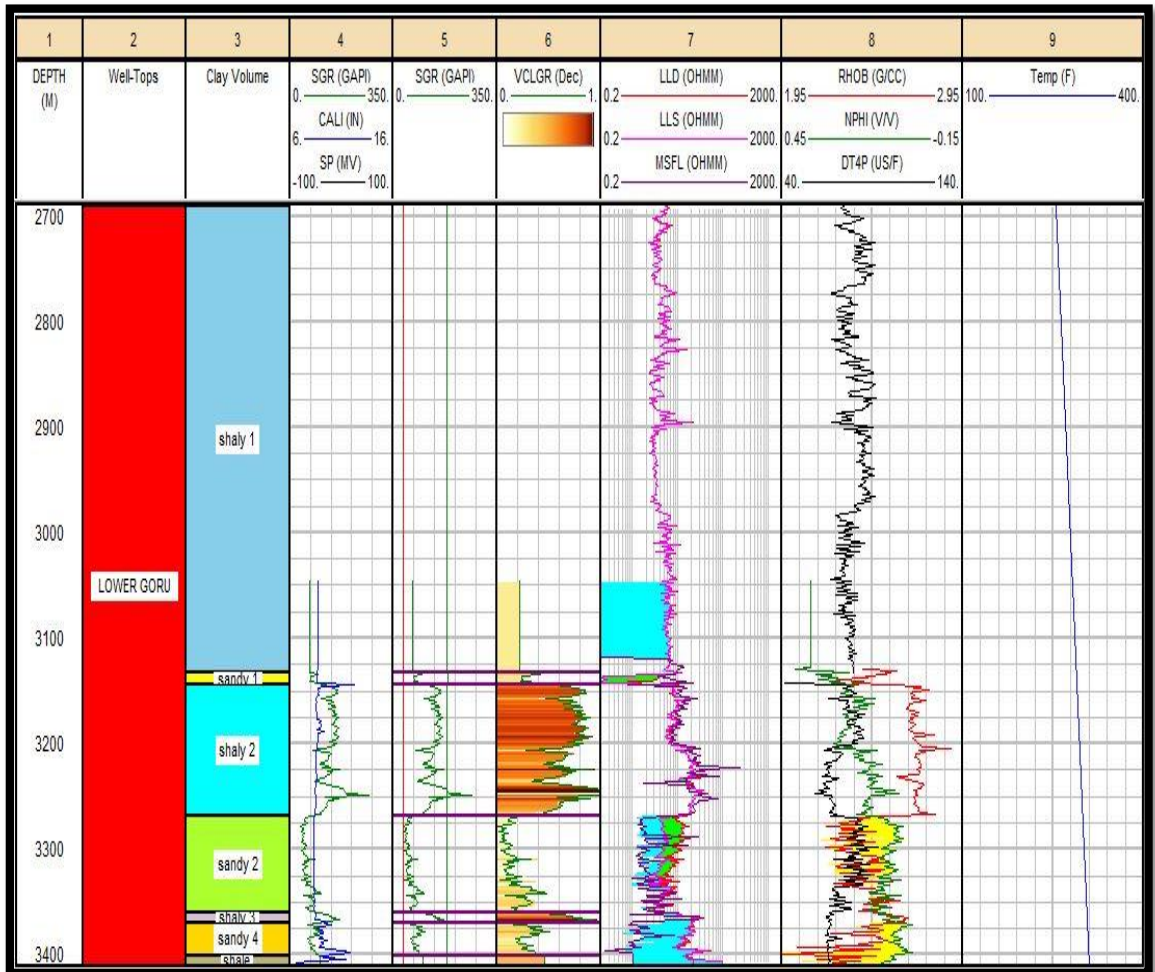 1 2 3 4 5 6 7 8 9
DEPTH (M)
Well-Tops
Clay Volume
SGR (GAPI)
0. 350.
CALI (IN)
6. 16.
SP (MV)
-100. 100.
SGR (GAPI)
0. 350.
VCLGR (Dec)
0. 1.
LLD (OHMM)
0.2 2000.
LLS (OHMM)
0.2 2000.
MSFL (OHMM)
0.2 2000.
RHOB (G/CC)
1.95 2.95
NPHI (V/V)
0.45 -0.15
DT4P (US/F)
40. 140.
Temp (F)
100. 400.
2700
2800
2900
3000
3100
3200
3300
3400
LOWER GORU
shaly 1
sandy 1
shaly 2
sandy 2
shaly 3
sandy 4
shale